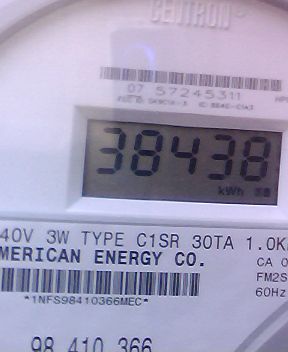 CENTRON
07 57245311
38438
kWh
40V 3W TYPE C1SR 30TA 1.0K
MERICAN ENERGY CO.
CA 0
FM2S
60Hz
*1NFS98410366MEC*
98 410 366